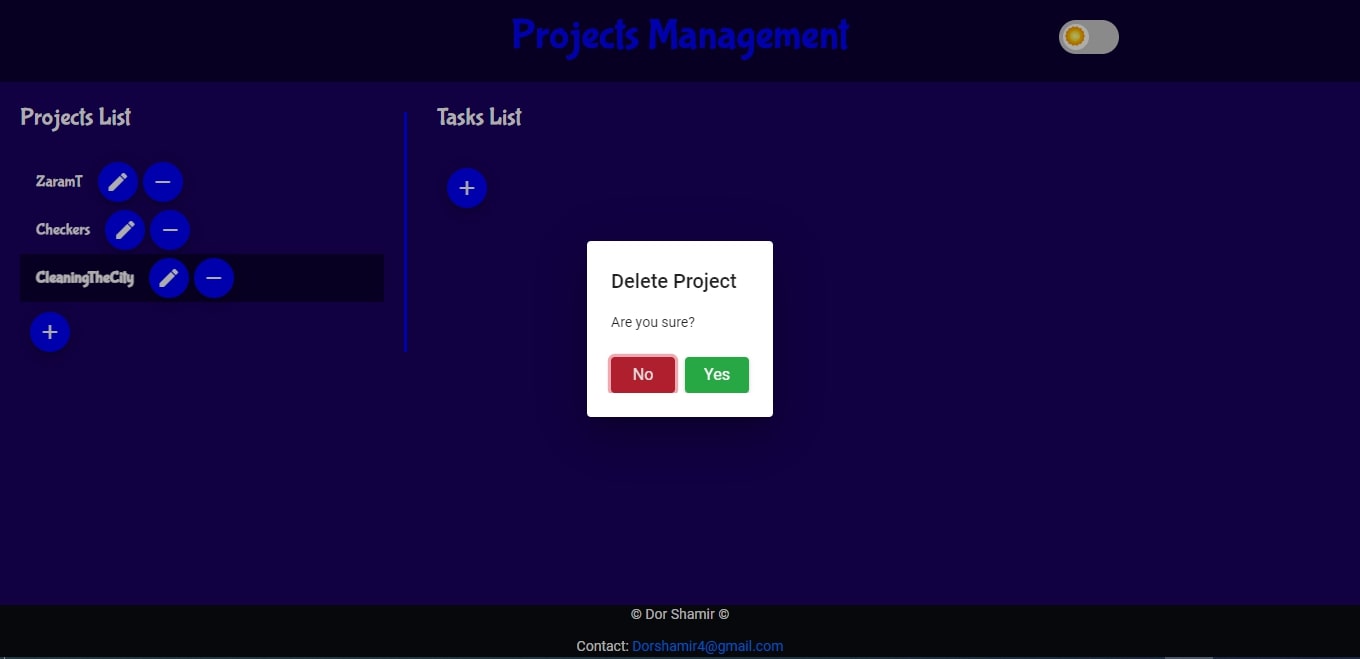 Projects Management
Projects List
ZaramT
Checkers
CleaningTheCity
Tasks List
Delete Project
Are you sure?
No
Yes
© Dor Shamir ©
Contact: Dorshamir4@gmail.com